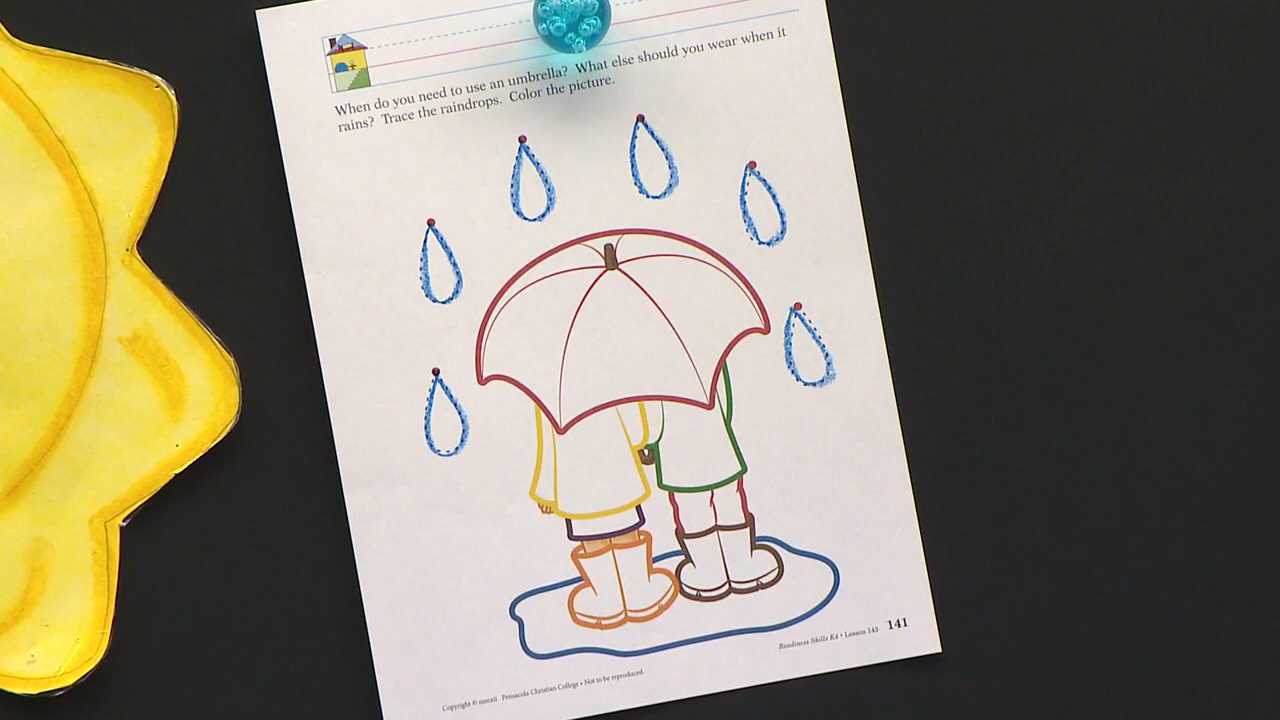 When do you need to use an umbrella? What else should you wear when it
rains? Trace the raindrops. Color the picture.
Readiness Skills K4 • Lesson 143 141
Copyright © mmxii Pensacola Christian College • Not to be reproduced.